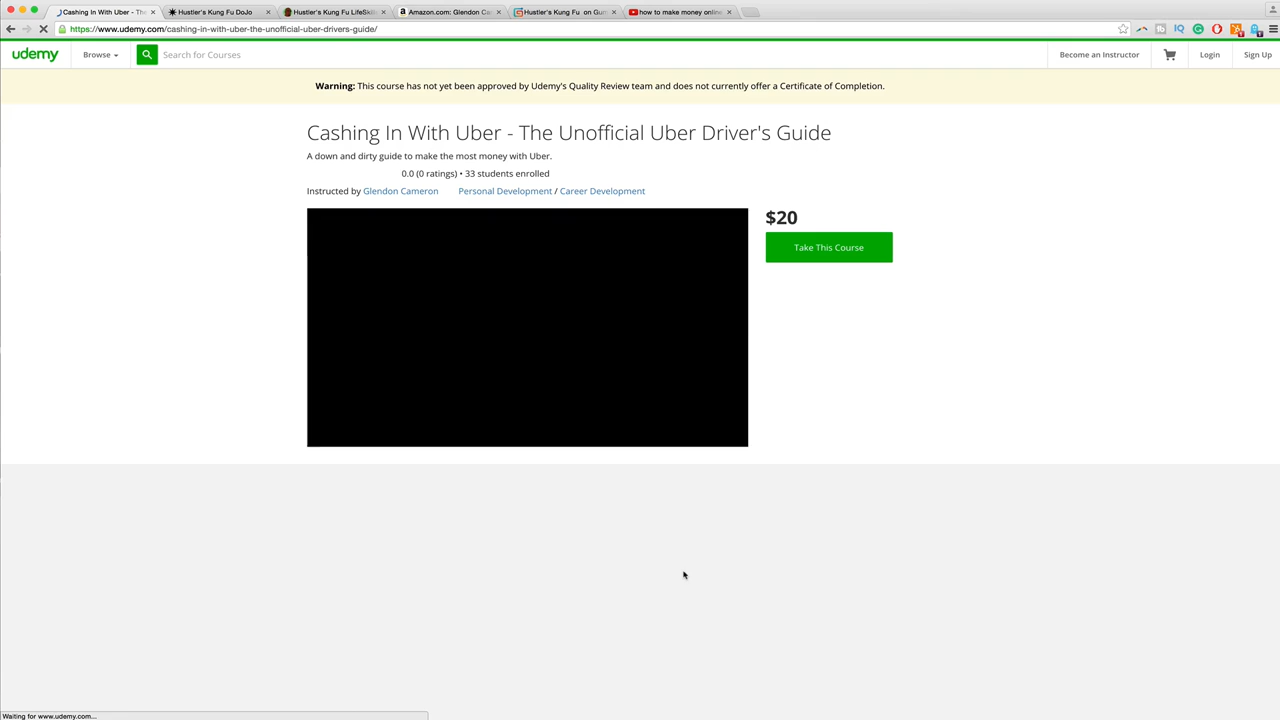 Cashing In With Uber - The
Hustler's Kung Fu DoJo
Hustler's Kung Fu LifeSkil
Amazon.com: Glendon Ca
Hustler's Kung Fu on Gum
how to make money online
https://www.udemy.com/cashing-in-with-uber-the-unofficial-uber-drivers-guide/
udemy
Browse
Search for Courses
Become an Instructor
Login
Sign Up
Warning: This course has not yet been approved by Udemy's Quality Review team and does not currently offer a Certificate of Completion.
Cashing In With Uber - The Unofficial Uber Driver's Guide
A down and dirty guide to make the most money with Uber.
0.0 (0 ratings) • 33 students enrolled
Instructed by Glendon Cameron Personal Development / Career Development
$20
Take This Course
Waiting for www.udemy.com...